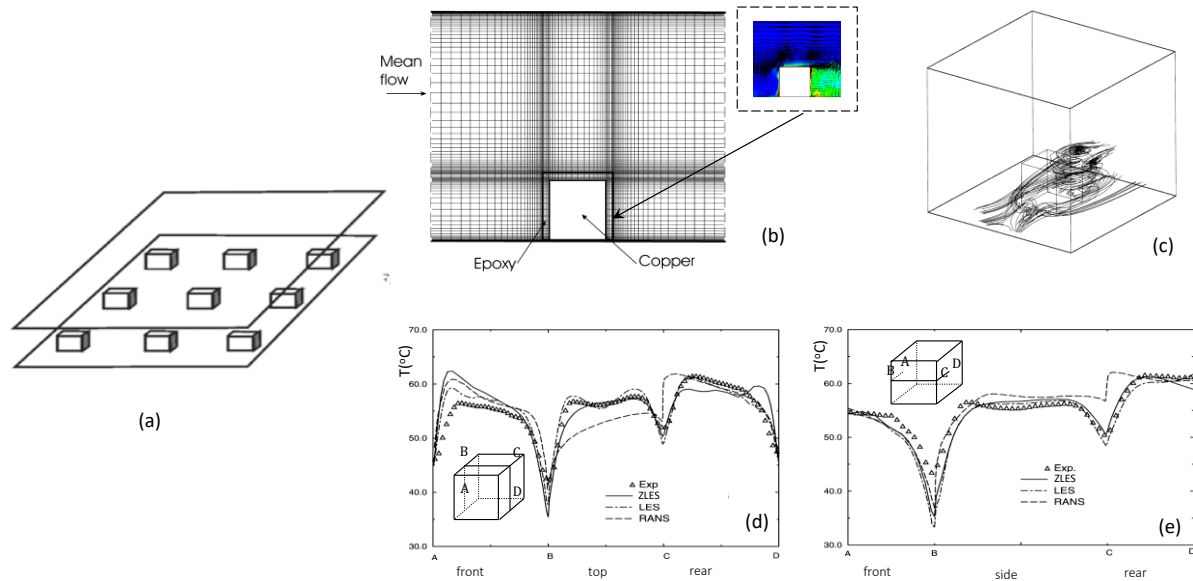 Mean
flow
Epoxy
Copper
(a)
(b)
(c)
T(°C)
70.0
60.0
50.0
40.0
30.0
B
C
A
D
Exp
ZLES
LES
RANS
(d)
A
B
C
D
front
top
rear
T(°C)
70.0
60.0
50.0
40.0
30.0
A
D
B
C
Exp.
ZLES
LES
RANS
(e)
A
B
C
D
front
side
rear